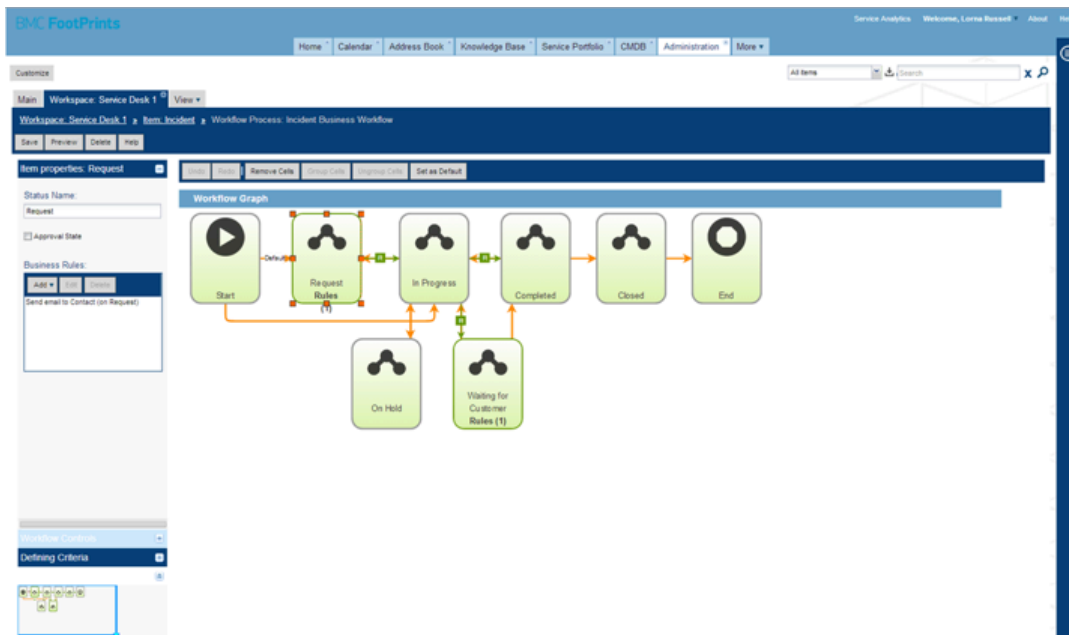 BMC FootPrints
Service Analytics Welcome, Lorna Russell About He
Home Calendar Address Book Knowledge Base Service Portfolio CMDB Administration More
Customize
All Items Search X
Main Workspace: Service Desk 1 View
Workspace: Service Desk 1 Item: Incident Workflow Process: Incident Business Workflow
Save Preview Delete Help
Item properties: Request
Undo Redo Remove Cells Group Cells Ungroup Cells Set as Default
Status Name:
Request
Approval State
Business Rules:
Add Edit Delete
Send email to Contact (on Request)
Workflow Graph
Default
R R
Start
Request
Rules
(1)
In Progress
Completed
Closed
End
R
On Hold
Waiting for
Customer
Rules (1)
Workflow Controls
Defining Criteria